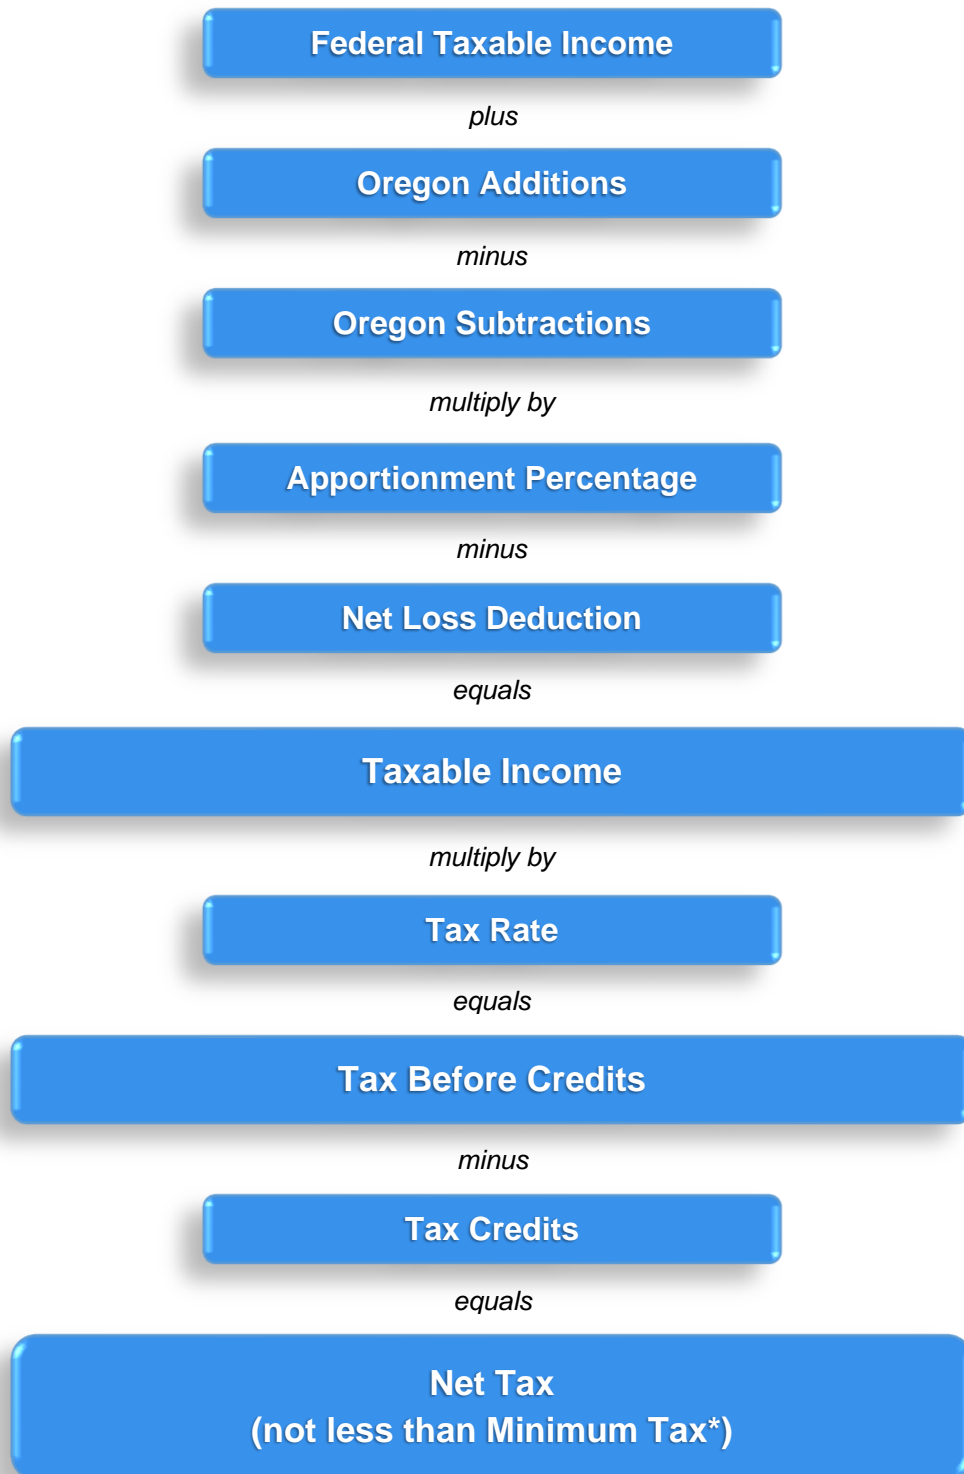 Federal Taxable Income
plus
Oregon Additions
minus
Oregon Subtractions
multiply by
Apportionment Percentage
minus
Net Loss Deduction
equals
Taxable Income
multiply by
Tax Rate
equals
Tax Before Credits
minus
Tax Credits
equals
Net Tax
(not less than Minimum Tax*)